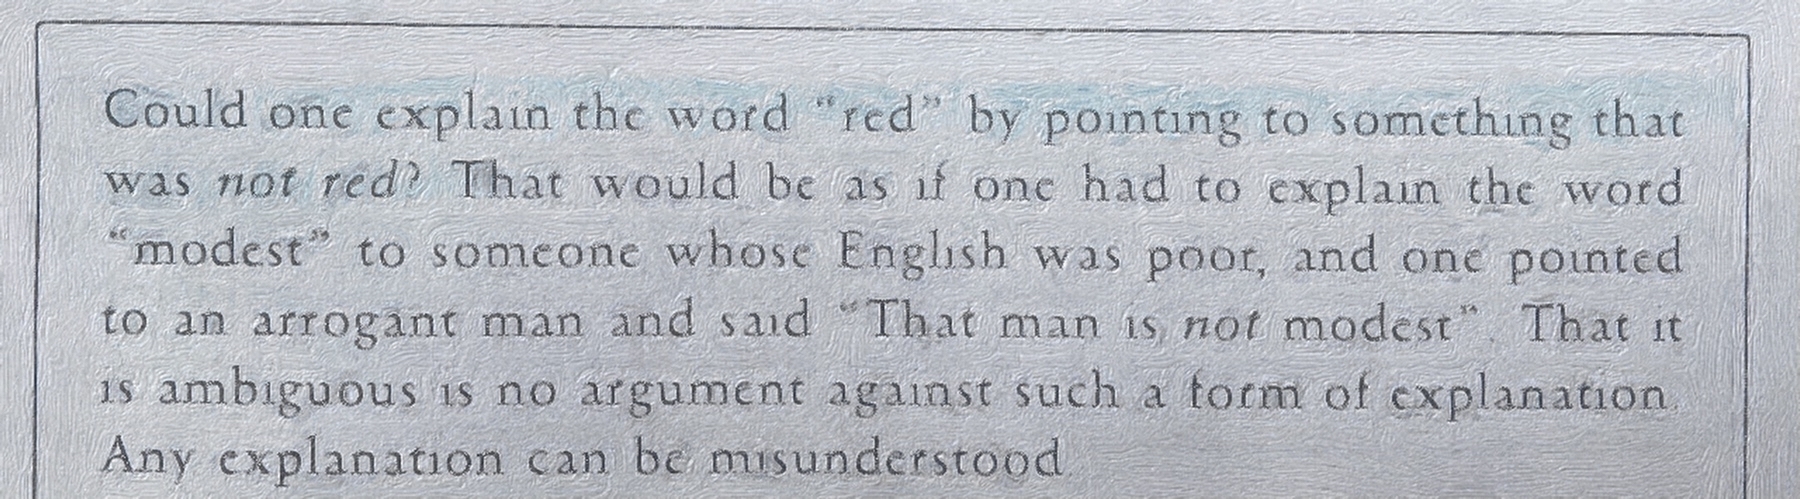 Could one explain the word “red” by pointing to something that
was not red? That would be as if one had to explain the word
“modest” to someone whose English was poor, and one pointed
to an arrogant man and said “That man is not modest”. That it
is ambiguous is no argument against such a form of explanation.
Any explanation can be misunderstood.